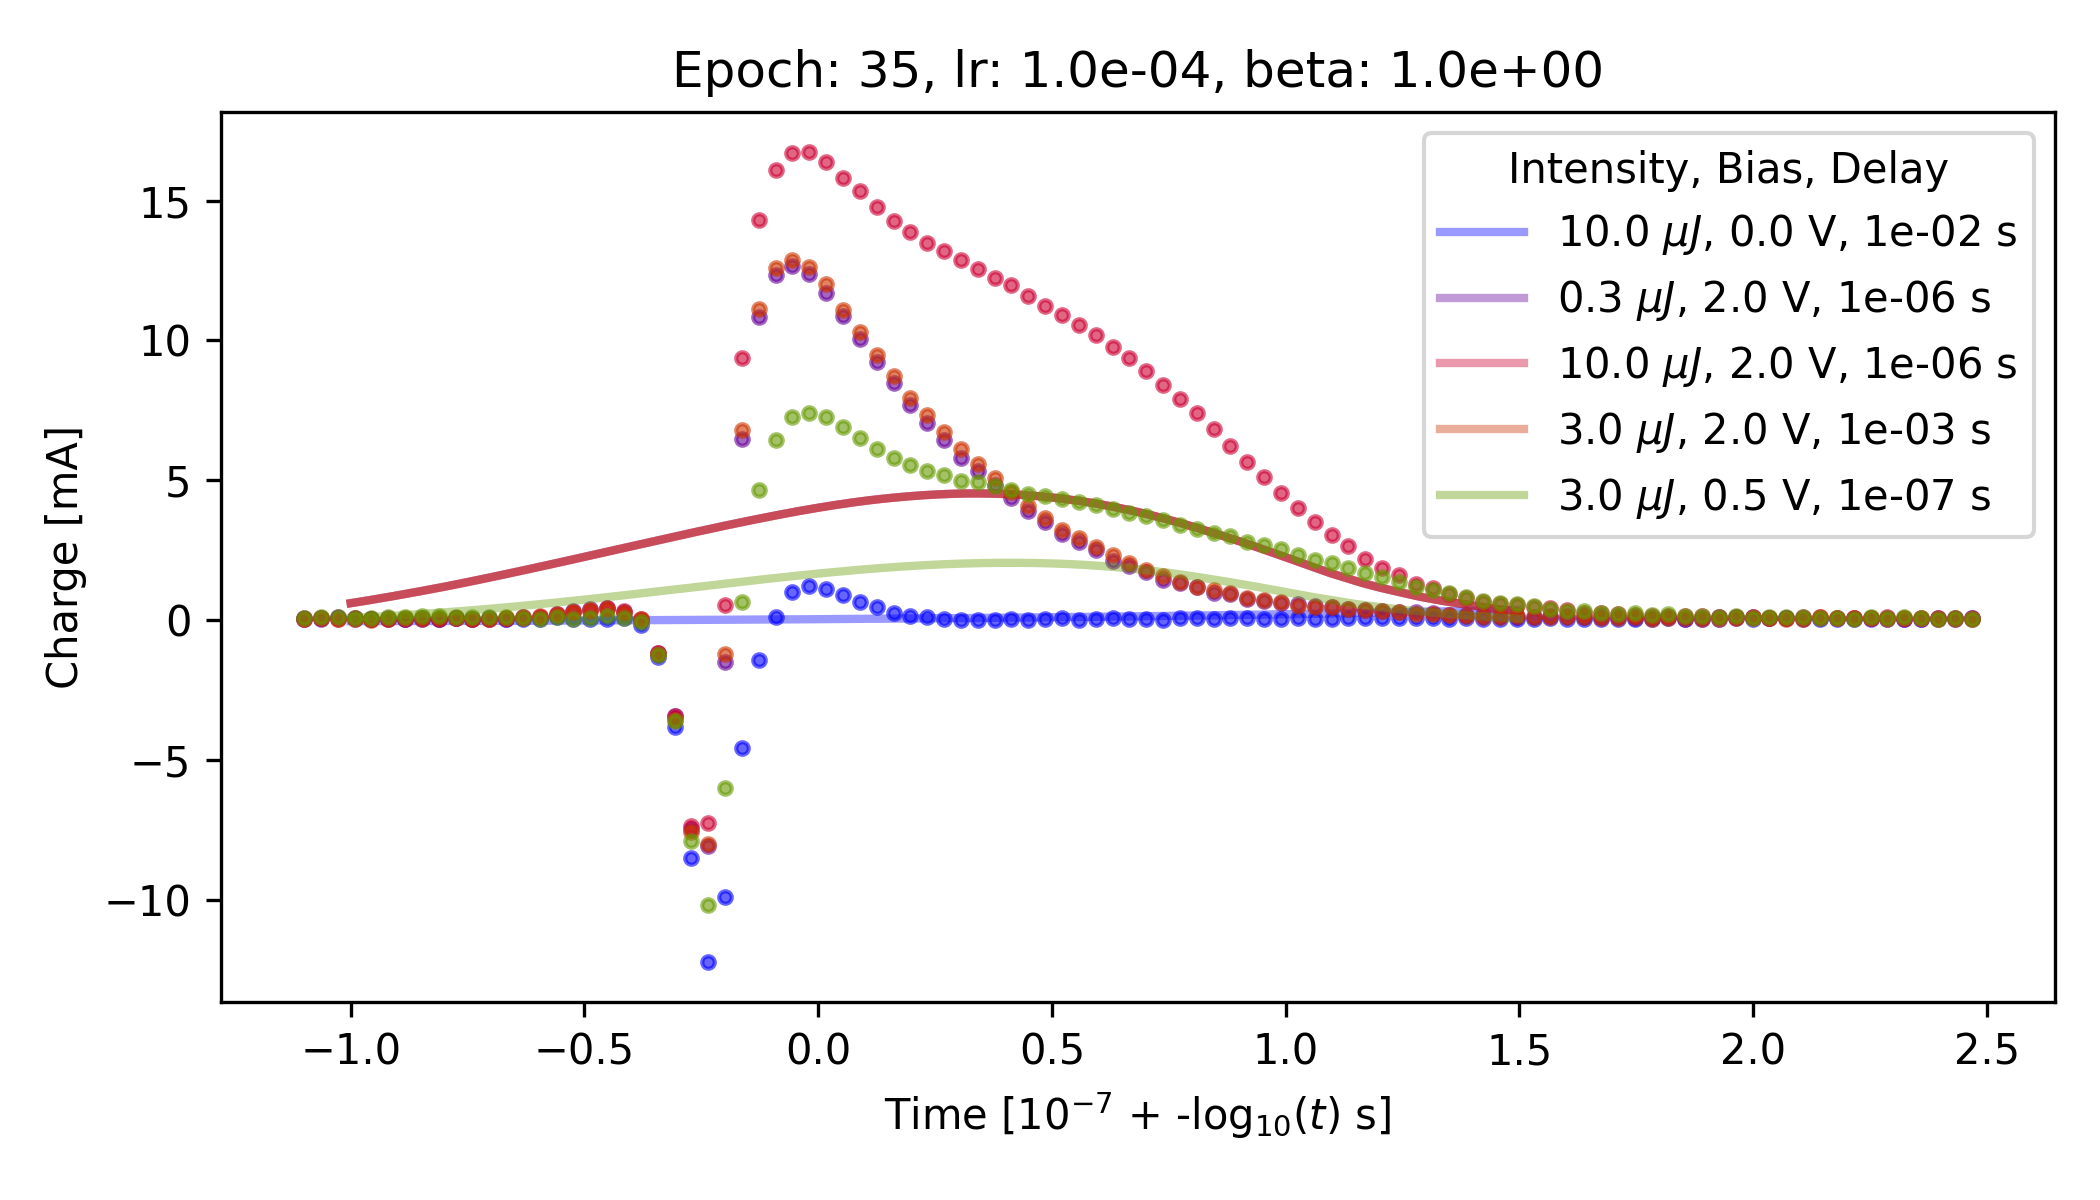 Epoch: 35, lr: 1.0e-04, beta: 1.0e+00
Charge [mA]
15
10
5
0
−5
−10
Intensity, Bias, Delay
10.0 μJ, 0.0 V, 1e-02 s
0.3 μJ, 2.0 V, 1e-06 s
10.0 μJ, 2.0 V, 1e-06 s
3.0 μJ, 2.0 V, 1e-03 s
3.0 μJ, 0.5 V, 1e-07 s
−1.0 −0.5 0.0 0.5 1.0 1.5 2.0 2.5
Time [10⁻⁷ + -log₁₀(t) s]